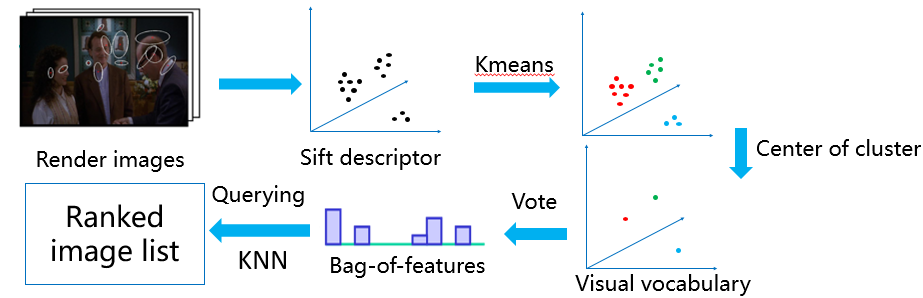 Render images
Sift descriptor
Kmeans
Center of cluster
Visual vocabulary
Vote
Bag-of-features
Querying
KNN
Ranked
image list